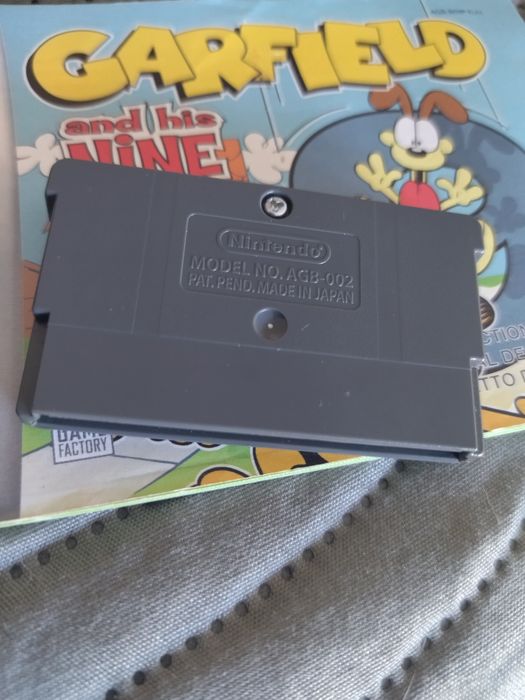 GARFIELD
and his
NINE
Nintendo
MODEL NO. AGB-002
PAT. PEND. MADE IN JAPAN
GAME
FACTORY